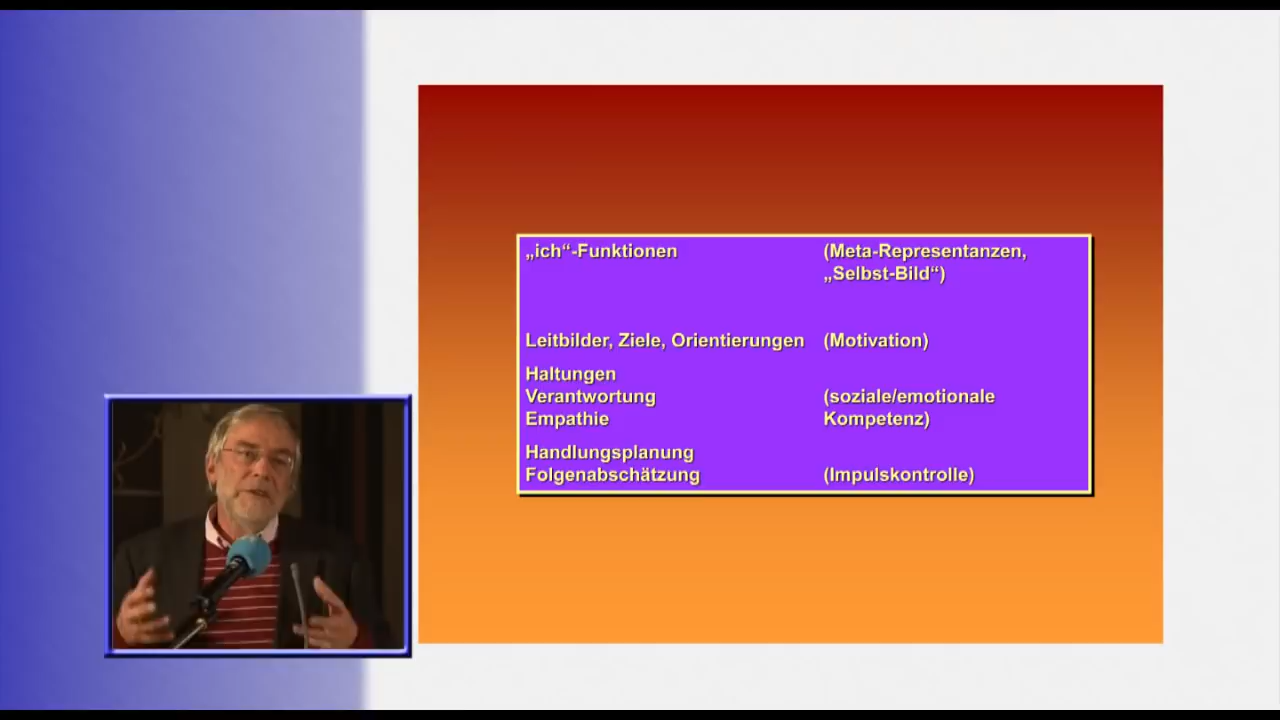 „ich“-Funktionen (Meta-Representanzen,
„Selbst-Bild“)
Leitbilder, Ziele, Orientierungen (Motivation)
Haltungen
Verantwortung (soziale/emotionale
Empathie Kompetenz)
Handlungsplanung
Folgenabschätzung (Impulskontrolle)